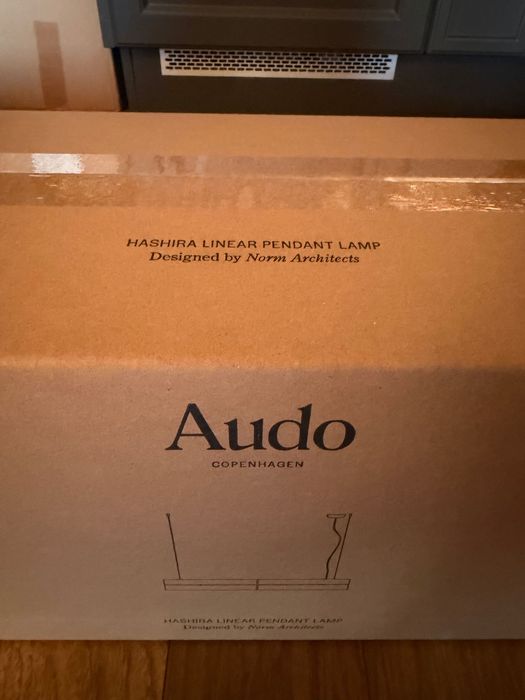 HASHIRA LINEAR PENDANT LAMP
Designed by Norm Architects
Audo
COPENHAGEN
HASHIRA LINEAR PENDANT LAMP
Designed by Norm Architects